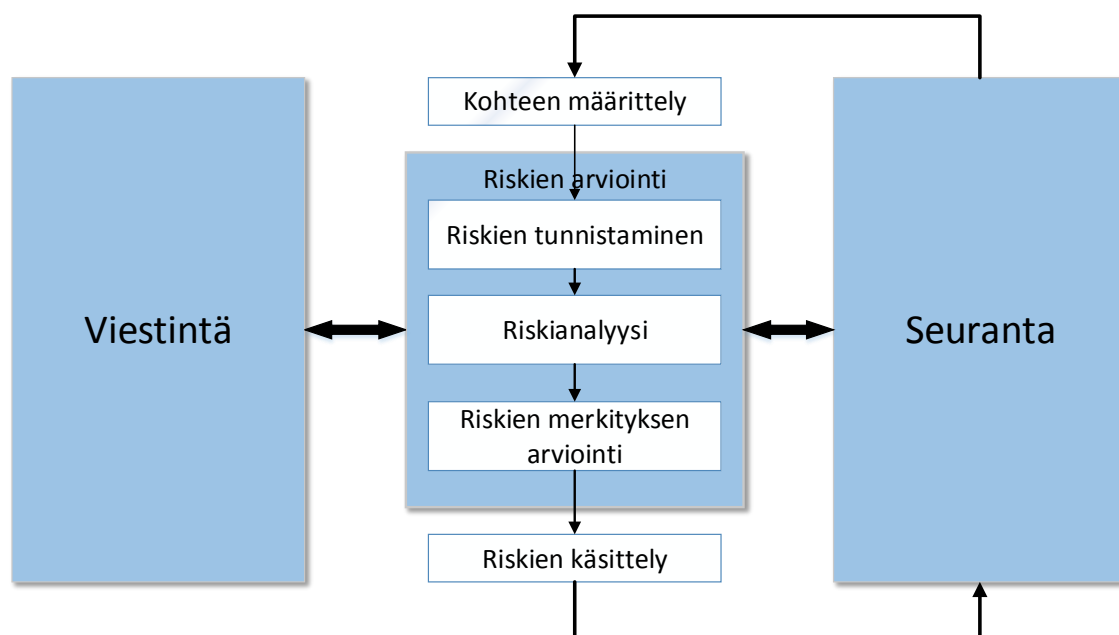 Kohteen määrittely
Riskien arviointi
Riskien tunnistaminen
Viestintä
Riskianalyysi
Seuranta
Riskien merkityksen
arviointi
Riskien käsittely